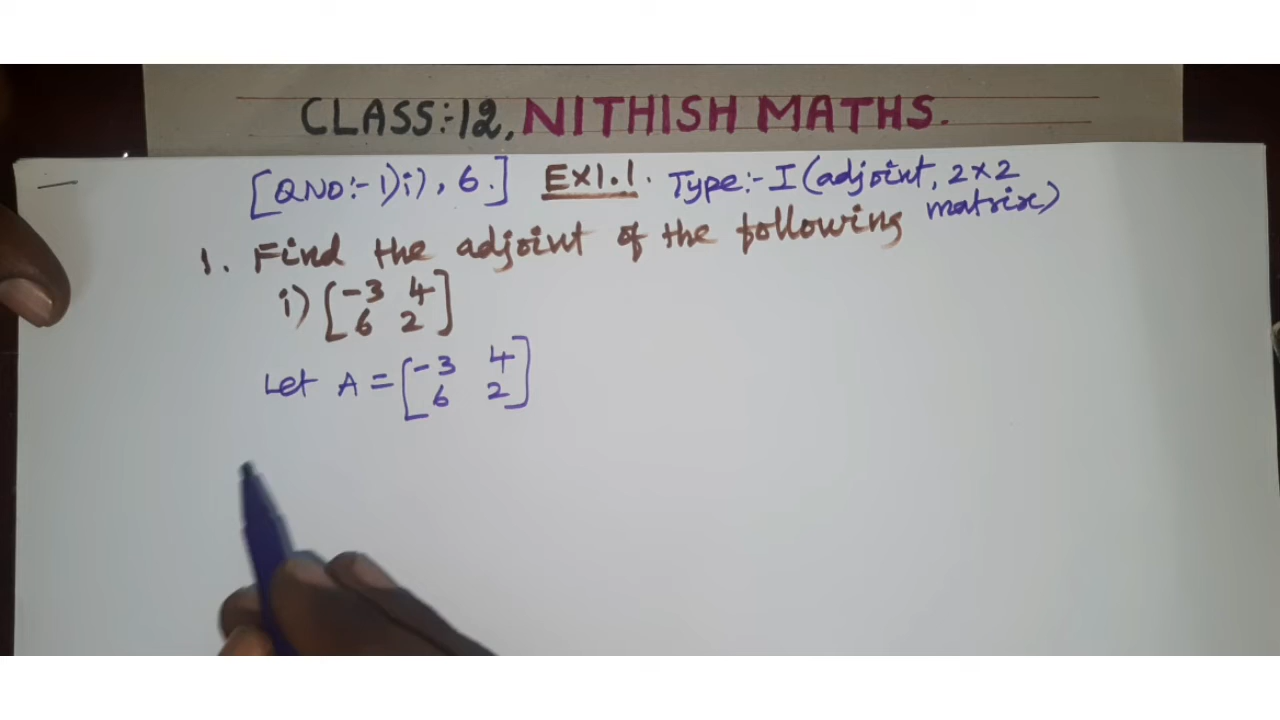 CLASS:-12, NITHISH MATHS.
[QNO:-1)i), 6.] EX1.1. Type:-I (adjoint, 2×2
matrix)
1. Find the adjoint of the following
i) [-3 4
6 2]
Let A = [-3 4
6 2]